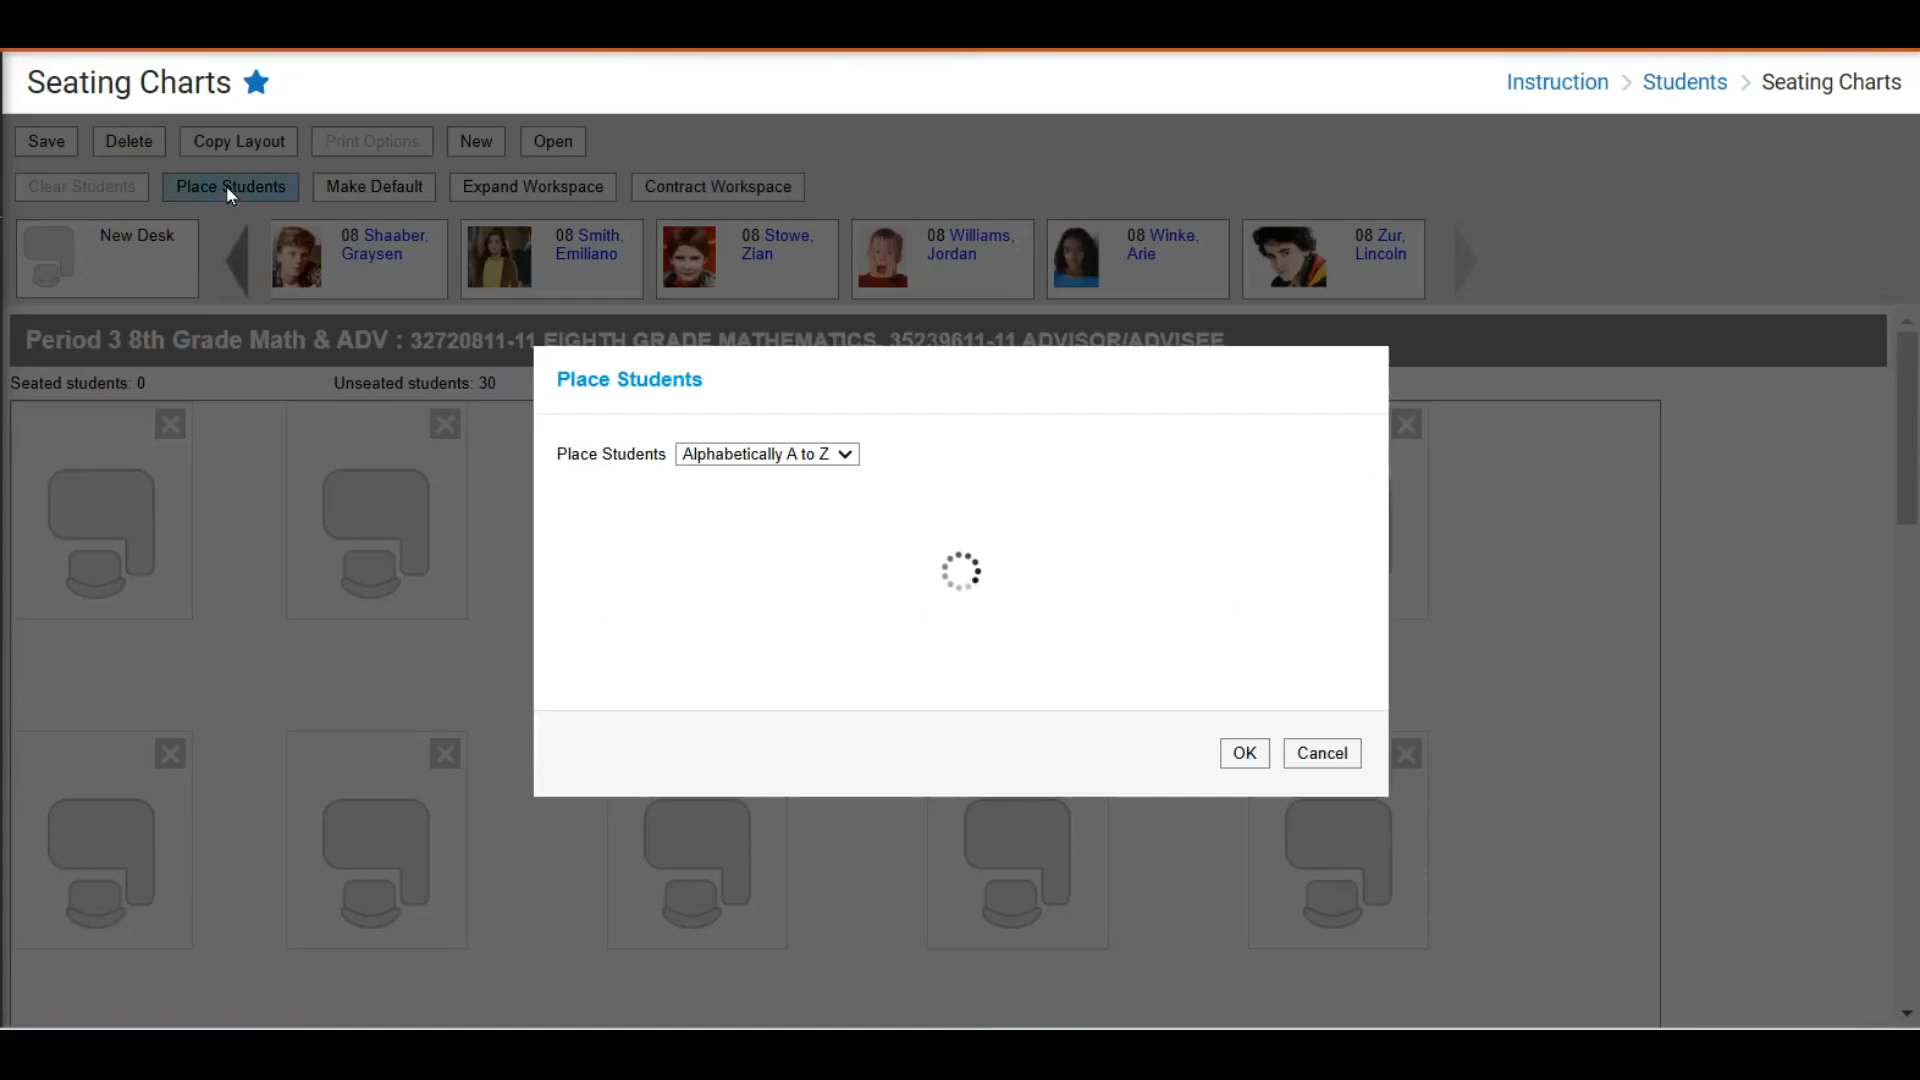 Seating Charts
Instruction > Students > Seating Charts
Save Delete Copy Layout Print Options New Open
Clear Students Place Students Make Default Expand Workspace Contract Workspace
New Desk
08 Shaaber,
Graysen
08 Smith,
Emiliano
08 Stowe,
Zian
08 Williams,
Jordan
08 Winke,
Arie
08 Zur,
Lincoln
Period 3 8th Grade Math & ADV : 32720811-11 EIGHTH GRADE MATHEMATICS, 35239611-11 ADVISOR/ADVISEE
Seated students: 0 Unseated students: 30
Place Students
Place Students Alphabetically A to Z
OK Cancel